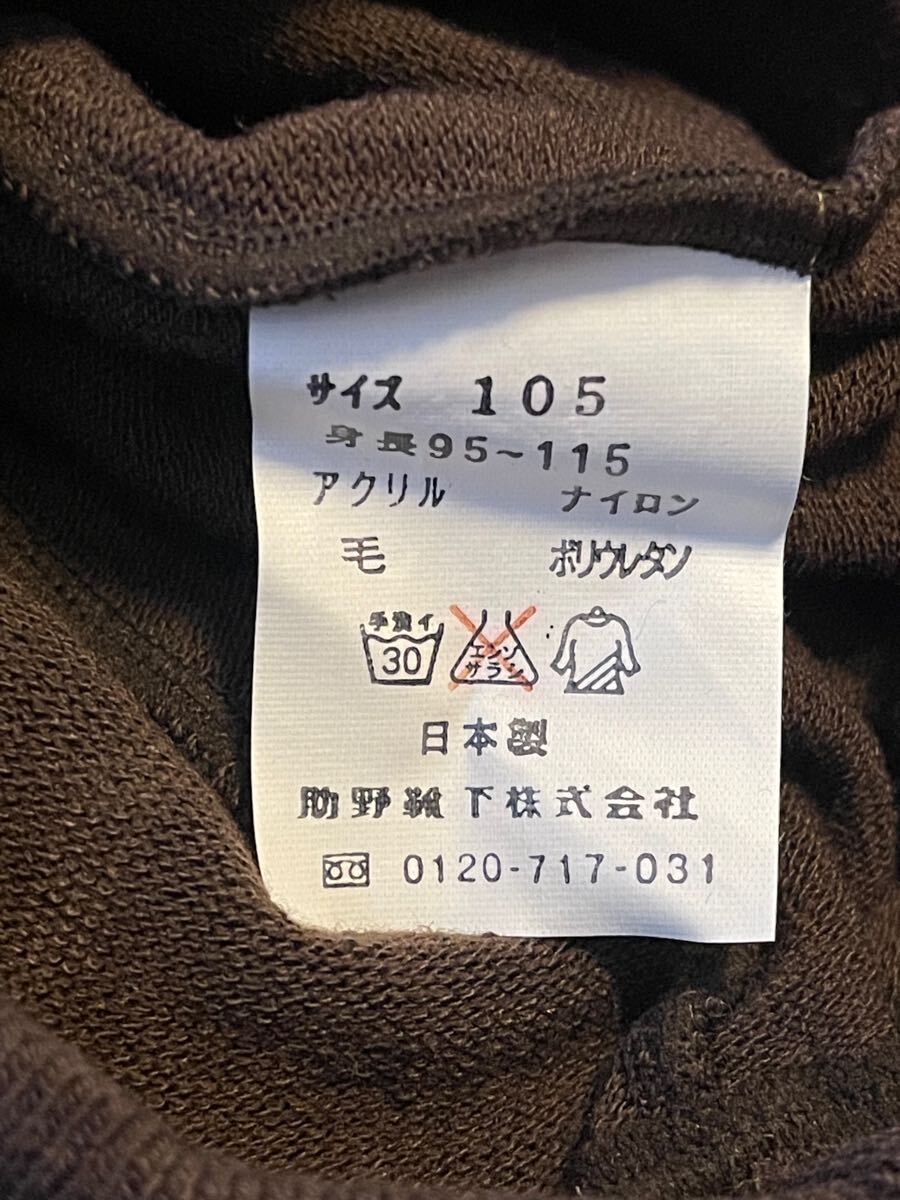 サイズ 105
身長95~115
アクリル ナイロン
毛 ポリウレタン
手洗イ
30
エンソ
サラシ
日本製
助野靴下株式会社
0120-717-031